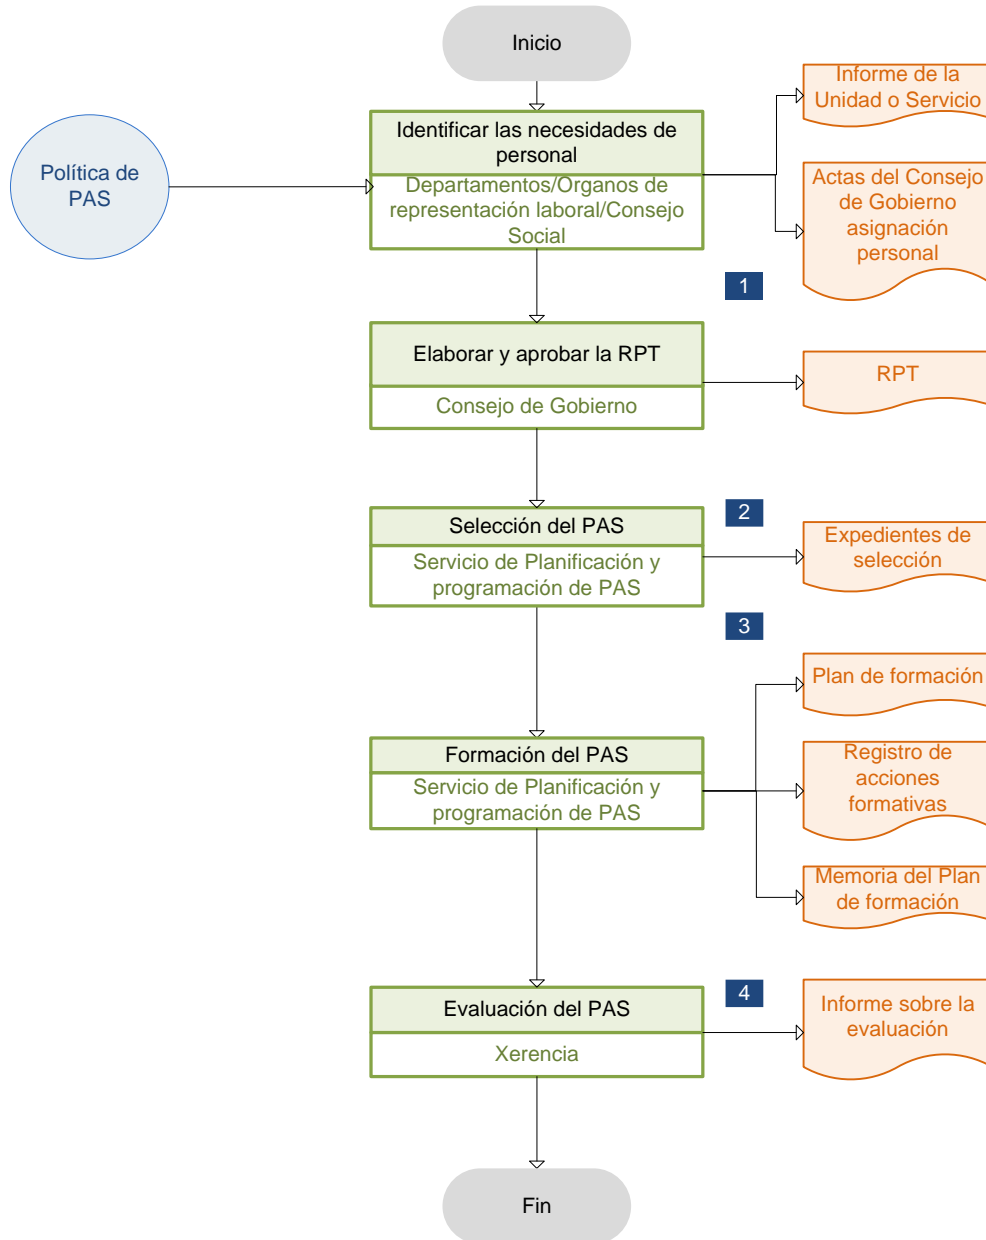 Inicio
Política de
PAS
Identificar las necesidades de
personal
Departamentos/Organos de
representación laboral/Consejo
Social
Informe de la
Unidad o Servicio
Actas del Consejo
de Gobierno
asignación
personal
1
Elaborar y aprobar la RPT
Consejo de Gobierno
RPT
2
Selección del PAS
Servicio de Planificación y
programación de PAS
Expedientes de
selección
3
Formación del PAS
Servicio de Planificación y
programación de PAS
Plan de formación
Registro de
acciones
formativas
Memoria del Plan
de formación
4
Evaluación del PAS
Xerencia
Informe sobre la
evaluación
Fin